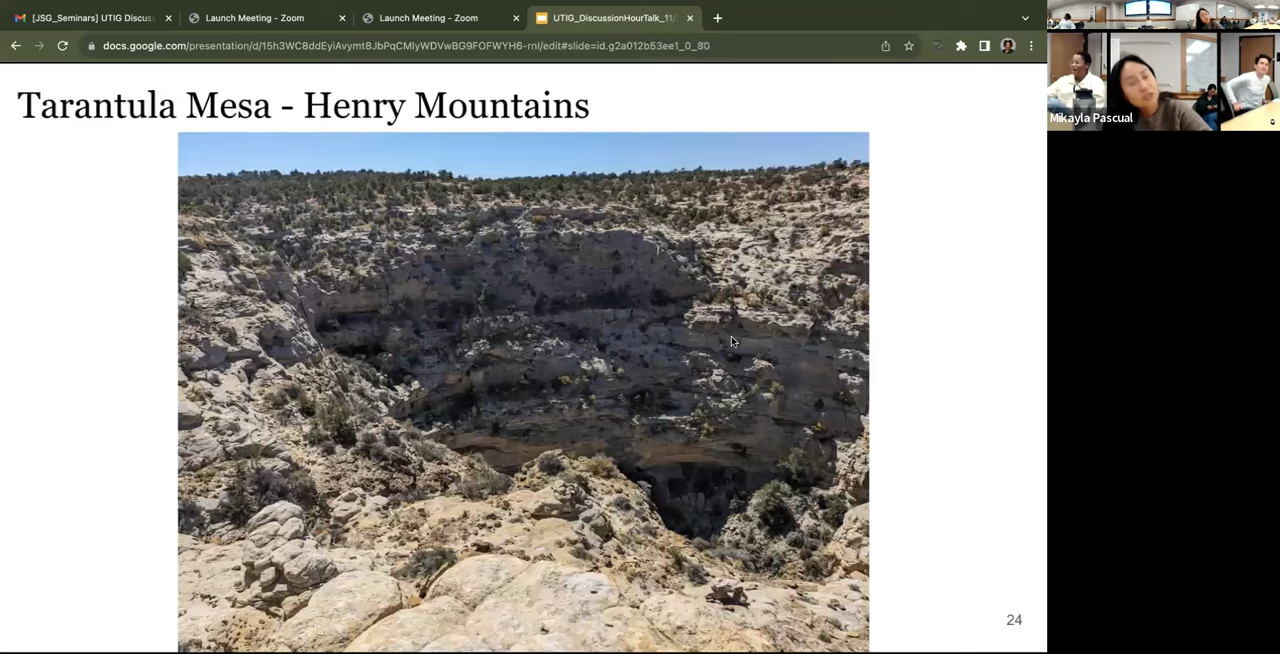 [JSG_Seminars] UTIG Discus
Launch Meeting - Zoom
Launch Meeting - Zoom
UTIG_DiscussionHourTalk_11/
docs.google.com/presentation/d/15h3WC8ddEyiAvymt8JbPqCMIyWDVwBG9FOFWYH6-rnI/edit#slide=id.g2a012b53ee1_0_80
Tarantula Mesa - Henry Mountains
Mikayla Pascual
24